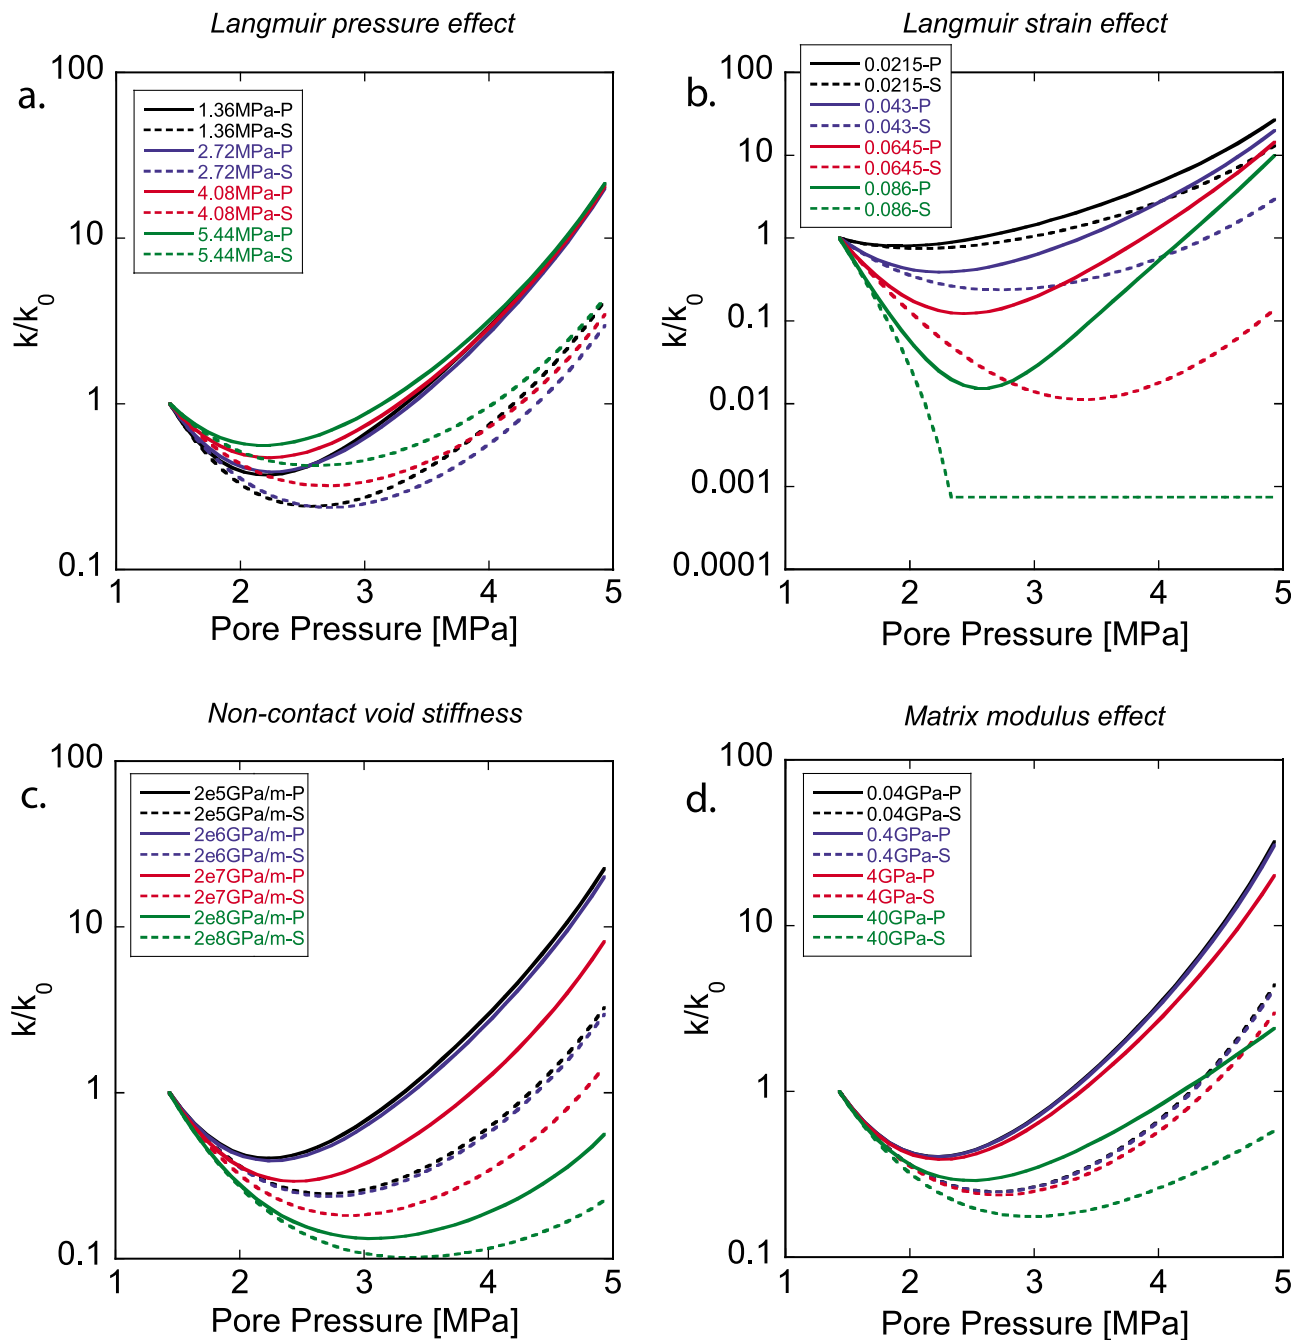 Langmuir pressure effect
a.
1.36MPa-P
1.36MPa-S
2.72MPa-P
2.72MPa-S
4.08MPa-P
4.08MPa-S
5.44MPa-P
5.44MPa-S
100
10
1
0.1
k/k0
1 2 3 4 5
Pore Pressure [MPa]
Langmuir strain effect
b.
0.0215-P
0.0215-S
0.043-P
0.043-S
0.0645-P
0.0645-S
0.086-P
0.086-S
100
10
1
0.1
0.01
0.001
0.0001
k/k0
1 2 3 4 5
Pore Pressure [MPa]
Non-contact void stiffness
c.
2e5GPa/m-P
2e5GPa/m-S
2e6GPa/m-P
2e6GPa/m-S
2e7GPa/m-P
2e7GPa/m-S
2e8GPa/m-P
2e8GPa/m-S
100
10
1
0.1
k/k0
1 2 3 4 5
Pore Pressure [MPa]
Matrix modulus effect
d.
0.04GPa-P
0.04GPa-S
0.4GPa-P
0.4GPa-S
4GPa-P
4GPa-S
40GPa-P
40GPa-S
100
10
1
0.1
k/k0
1 2 3 4 5
Pore Pressure [MPa]